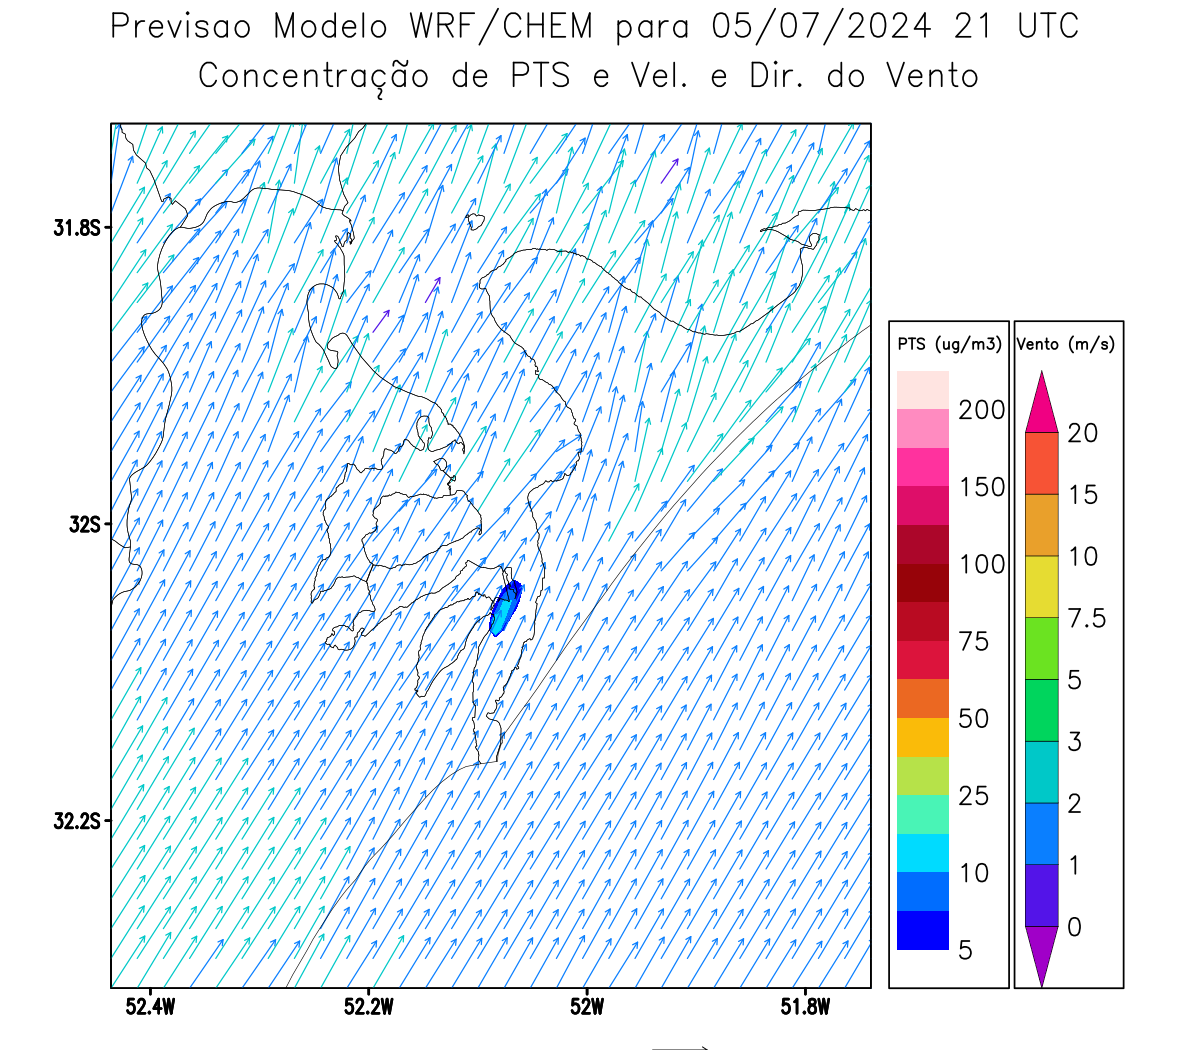 Previsao Modelo WRF/CHEM para 05/07/2024 21 UTC
Concentração de PTS e Vel. e Dir. do Vento
31.8S
32S
32.2S
52.4W
52.2W
52W
51.8W
PTS (ug/m3)
200
150
100
75
50
25
10
5
Vento (m/s)
20
15
10
7.5
5
3
2
1
0